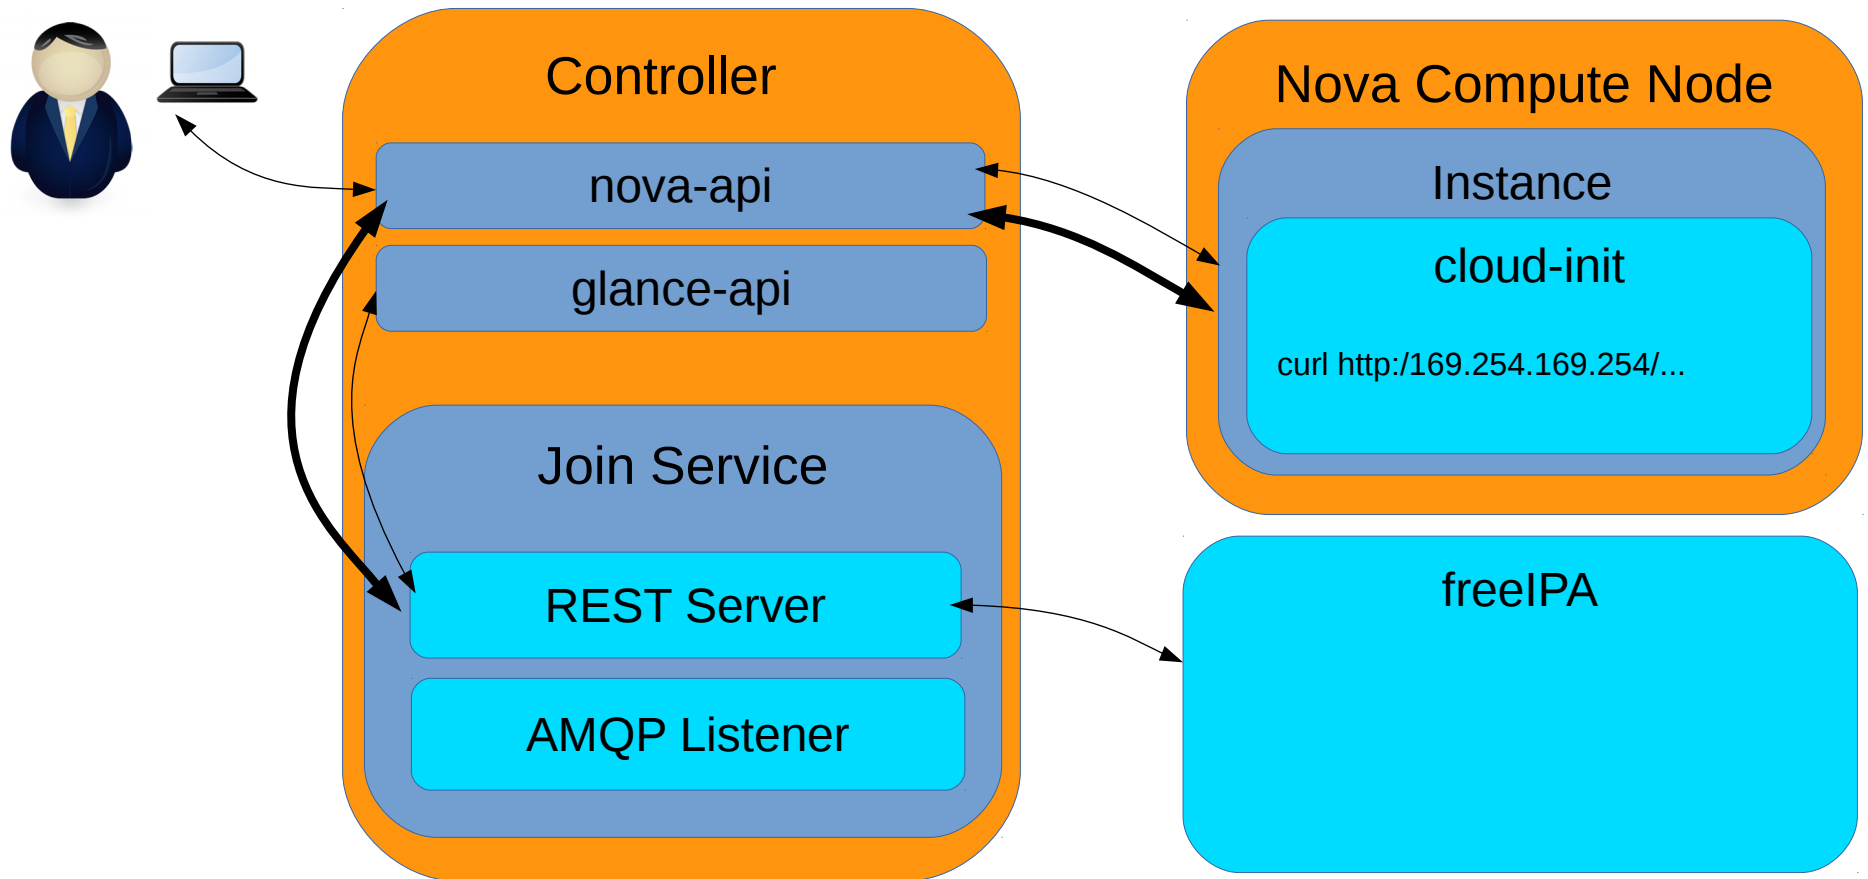 Controller
nova-api
glance-api
Join Service
REST Server
AMQP Listener
Nova Compute Node
Instance
cloud-init
curl http:/169.254.169.254/...
freeIPA